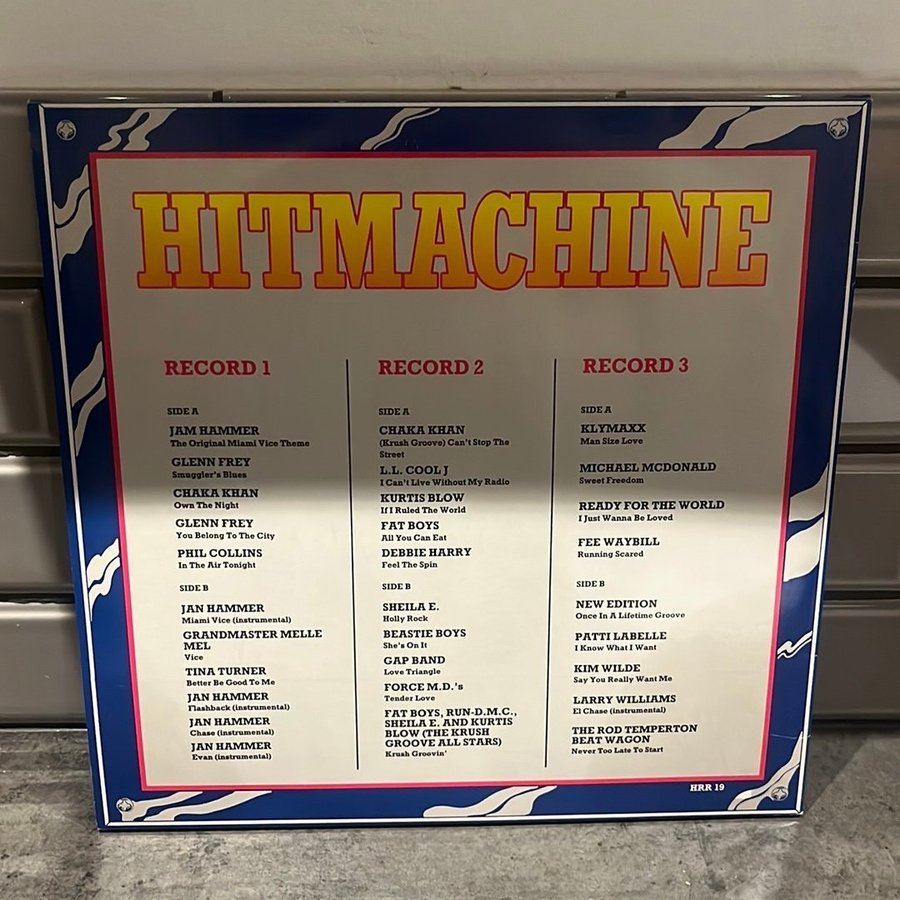 HITMACHINE
RECORD 1
SIDE A
JAM HAMMER
The Original Miami Vice Theme
GLENN FREY
Smuggler's Blues
CHAKA KHAN
Own The Night
GLENN FREY
You Belong To The City
PHIL COLLINS
In The Air Tonight
SIDE B
JAN HAMMER
Miami Vice (instrumental)
GRANDMASTER MELLE
MEL
Vice
TINA TURNER
Better Be Good To Me
JAN HAMMER
Flashback (instrumental)
JAN HAMMER
Chase (instrumental)
JAN HAMMER
Evan (instrumental)
RECORD 2
SIDE A
CHAKA KHAN
(Krush Groove) Can't Stop The
Street
L.L. COOL J
I Can't Live Without My Radio
KURTIS BLOW
If I Ruled The World
FAT BOYS
All You Can Eat
DEBBIE HARRY
Feel The Spin
SIDE B
SHEILA E.
Holly Rock
BEASTIE BOYS
She's On It
GAP BAND
Love Triangle
FORCE M.D.'s
Tender Love
FAT BOYS, RUN-D.M.C.,
SHEILA E. AND KURTIS
BLOW (THE KRUSH
GROOVE ALL STARS)
Krush Groovin'
RECORD 3
SIDE A
KLYMAXX
Man Size Love
MICHAEL MCDONALD
Sweet Freedom
READY FOR THE WORLD
I Just Wanna Be Loved
FEE WAYBILL
Running Scared
SIDE B
NEW EDITION
Once In A Lifetime Groove
PATTI LABELLE
I Know What I Want
KIM WILDE
Say You Really Want Me
LARRY WILLIAMS
El Chase (instrumental)
THE ROD TEMPERTON
BEAT WAGON
Never Too Late To Start
HRR 19